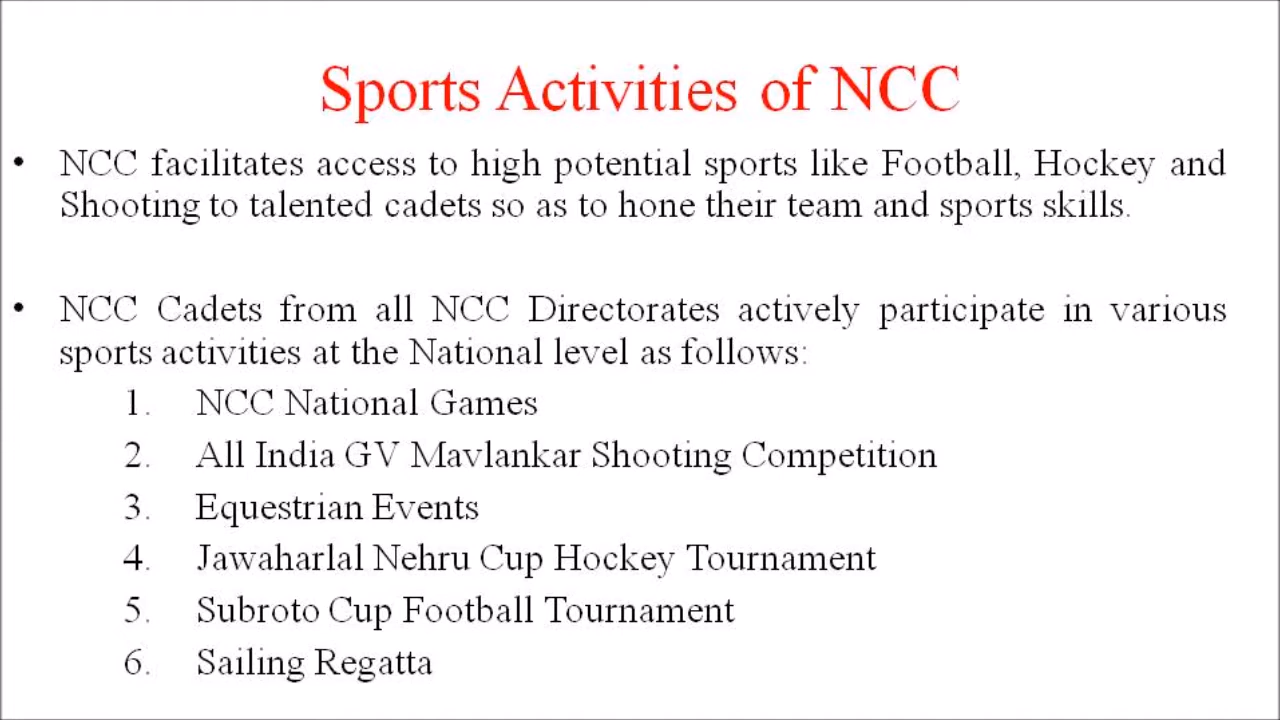 Sports Activities of NCC
• NCC facilitates access to high potential sports like Football, Hockey and
Shooting to talented cadets so as to hone their team and sports skills.
• NCC Cadets from all NCC Directorates actively participate in various
sports activities at the National level as follows:
1. NCC National Games
2. All India GV Mavlankar Shooting Competition
3. Equestrian Events
4. Jawaharlal Nehru Cup Hockey Tournament
5. Subroto Cup Football Tournament
6. Sailing Regatta